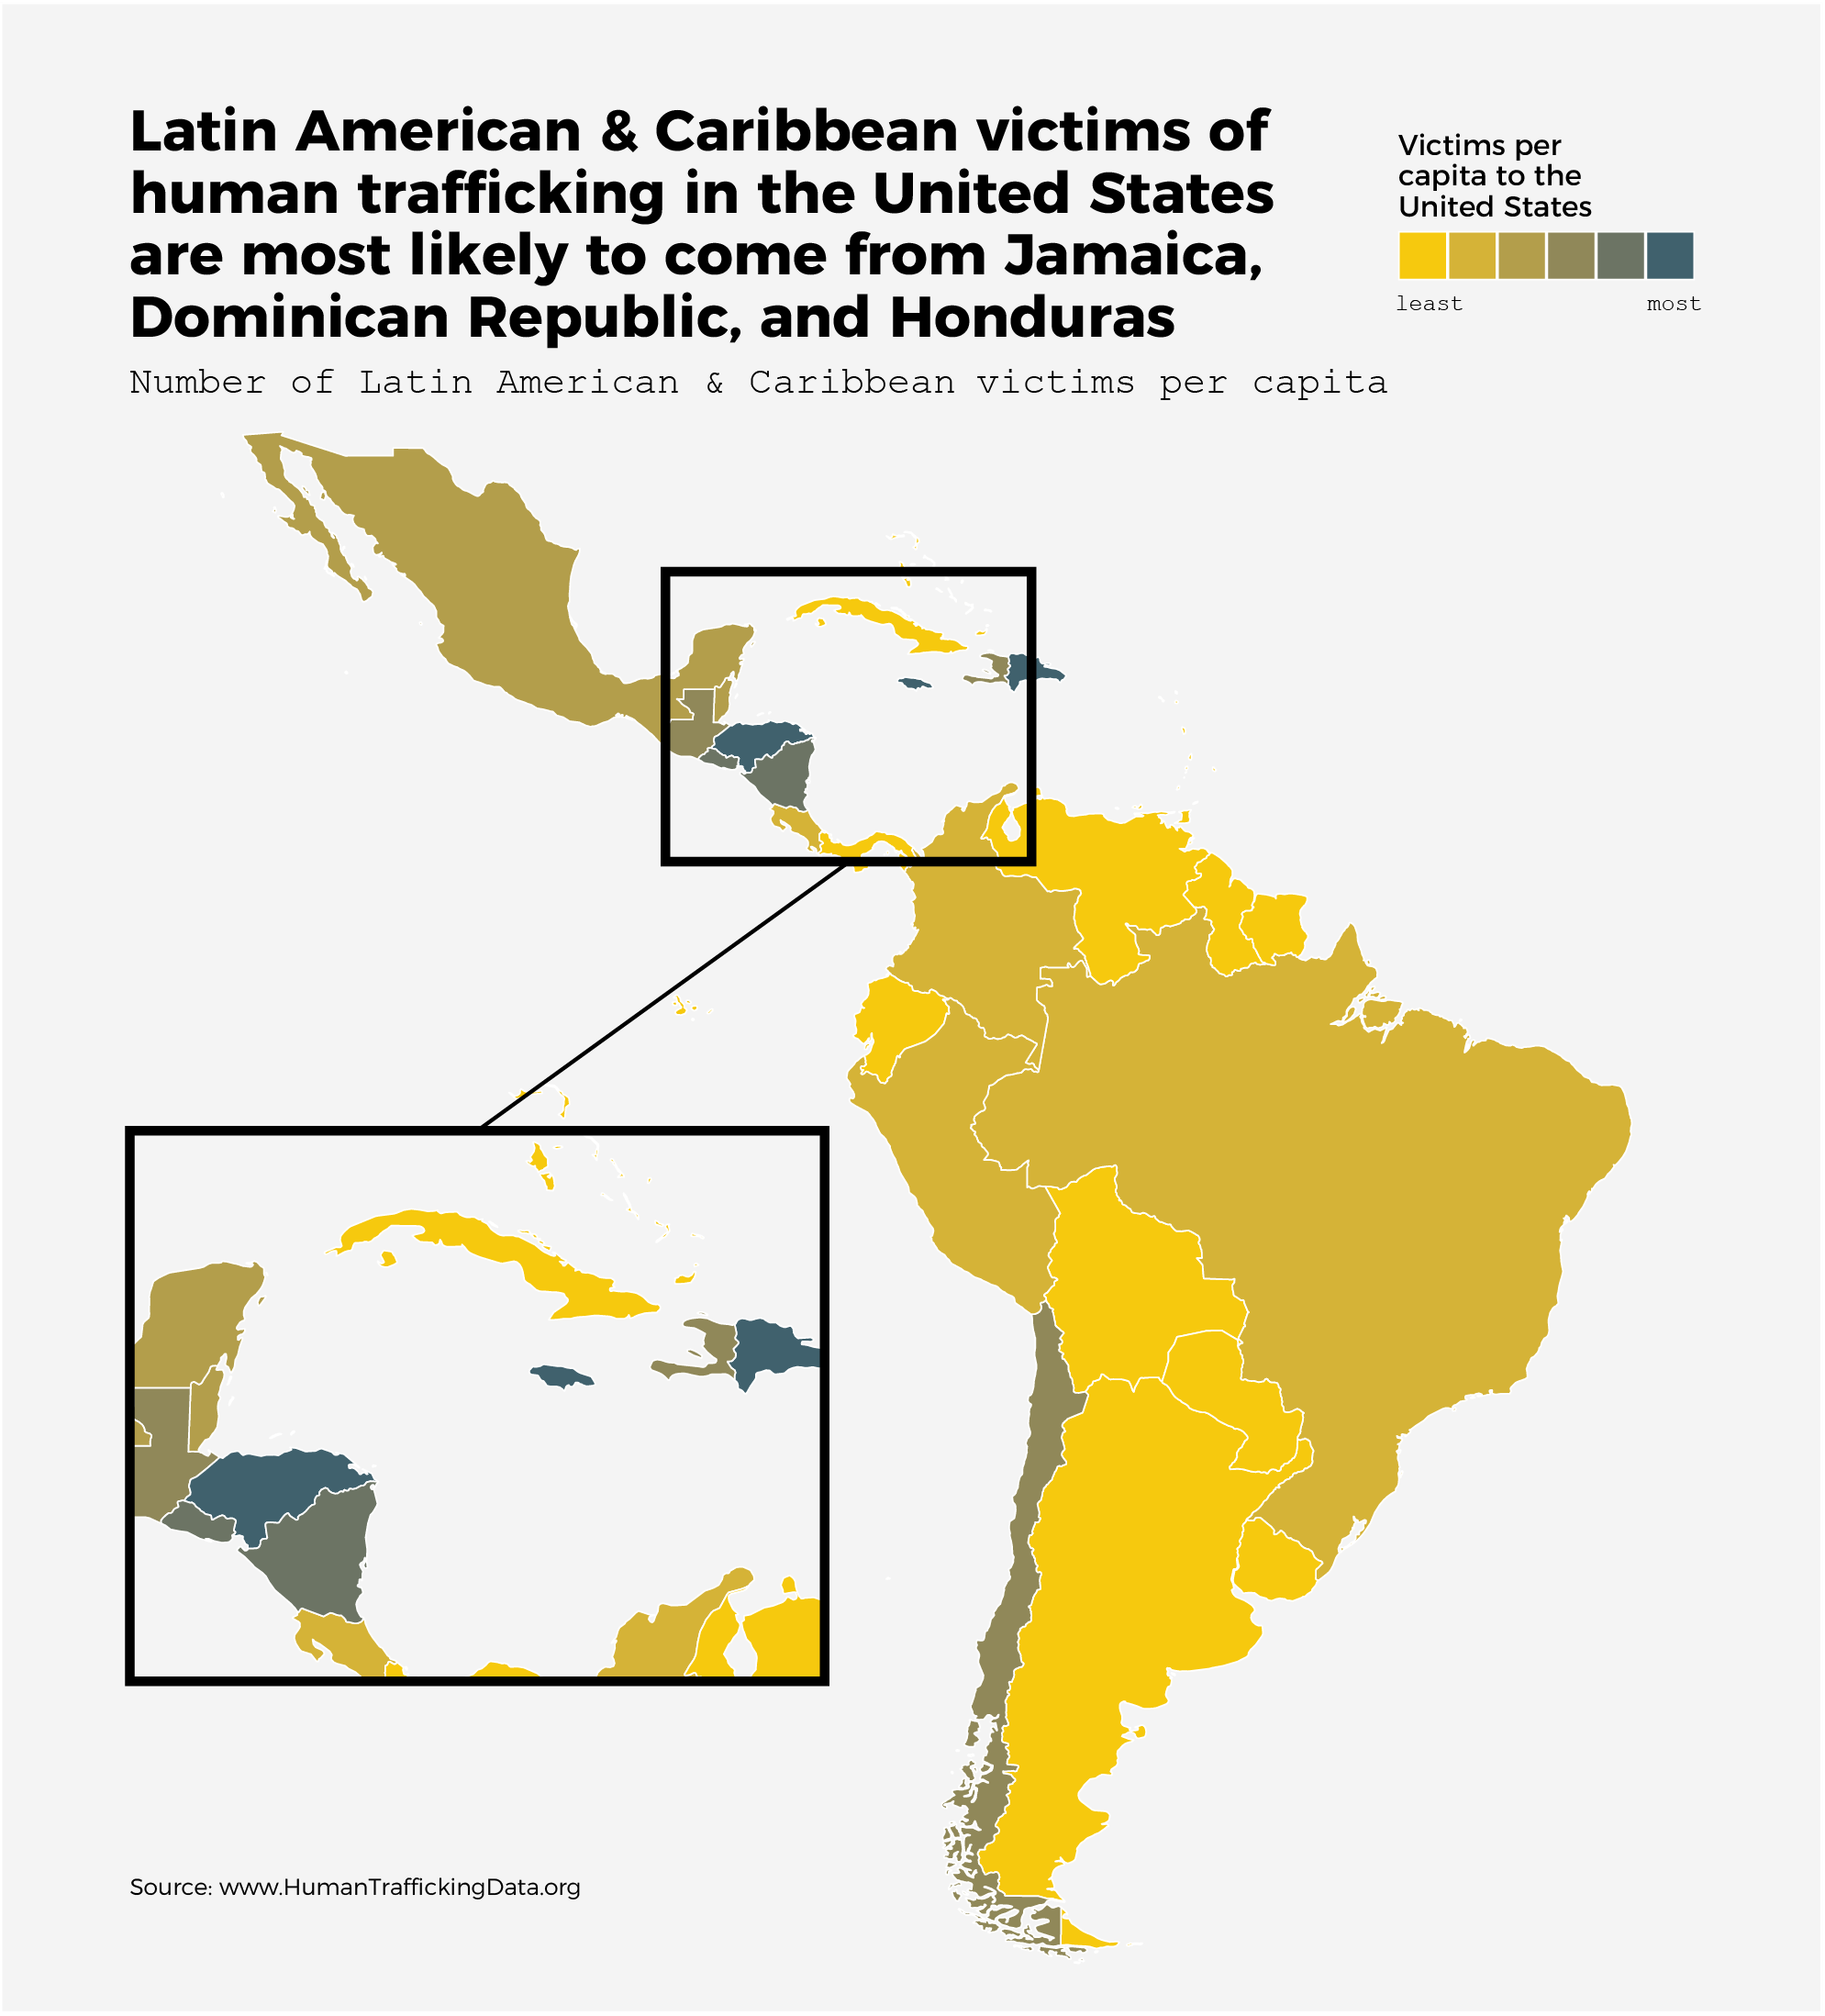 Latin American & Caribbean victims of
human trafficking in the United States
are most likely to come from Jamaica,
Dominican Republic, and Honduras
Number of Latin American & Caribbean victims per capita
Victims per
capita to the
United States
least most
Source: www.HumanTraffickingData.org